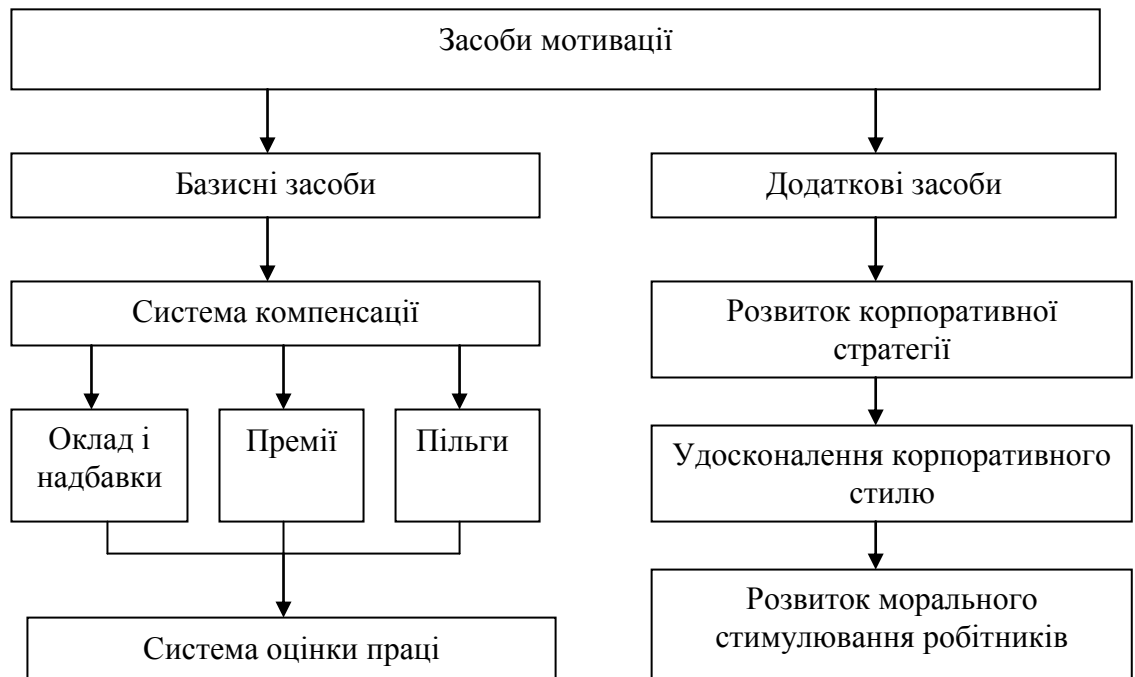 Засоби мотивації
Базисні засоби
Додаткові засоби
Система компенсації
Розвиток корпоративної
стратегії
Оклад і
надбавки
Премії
Пільги
Удосконалення корпоративного
стилю
Система оцінки праці
Розвиток морального
стимулювання робітників